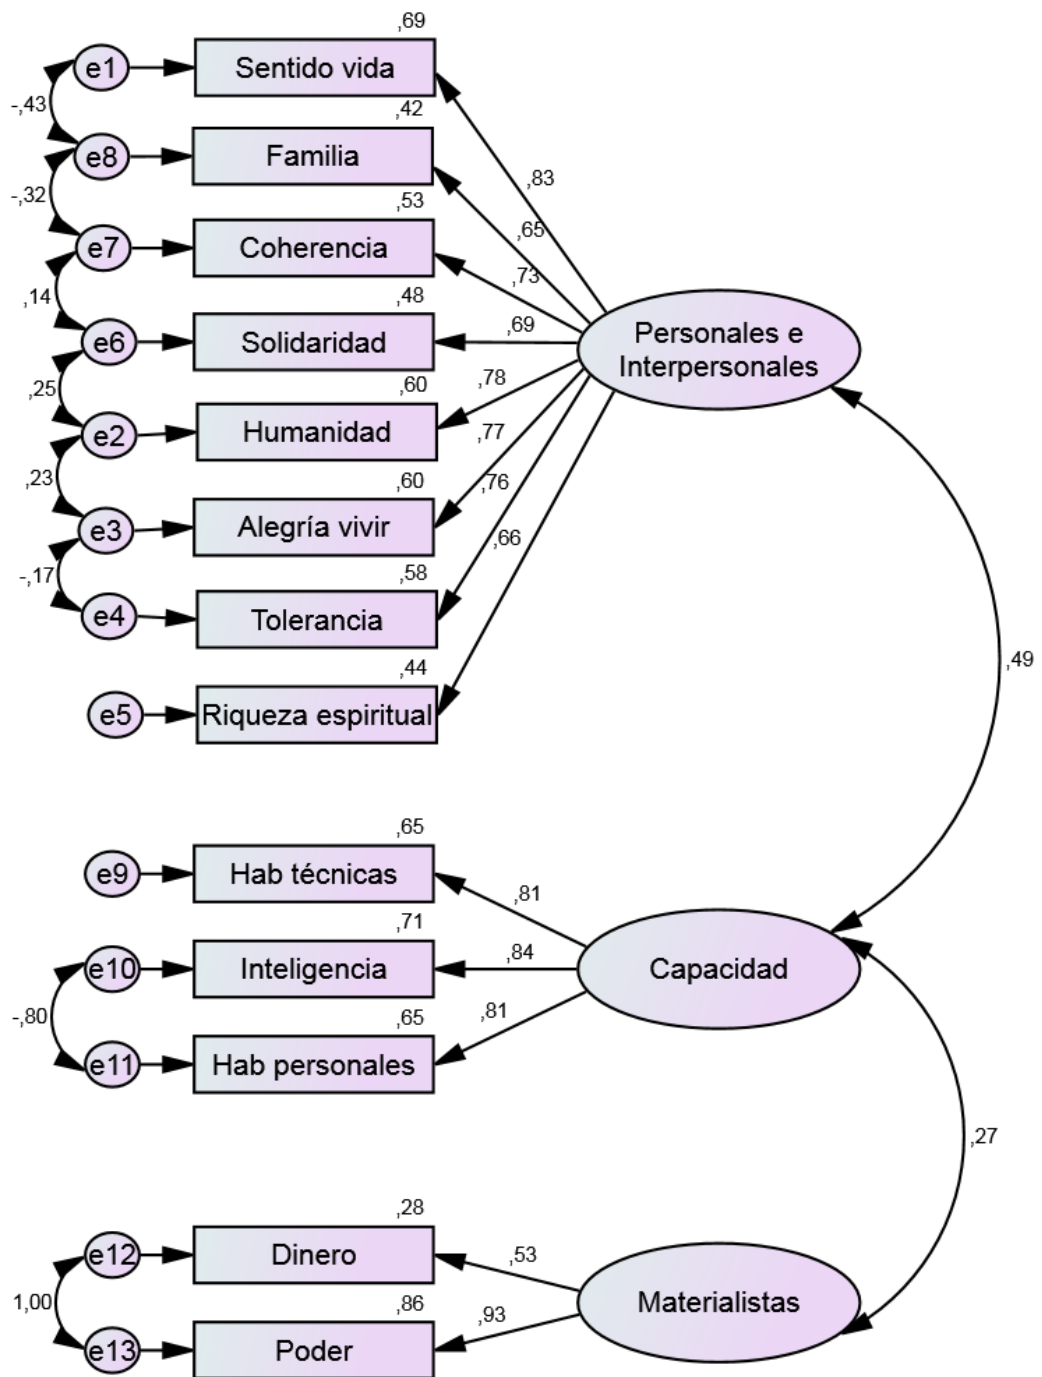 ,69
e1
Sentido vida
-,43
,42
e8
Familia
,83
-,32
,53
,65
e7
Coherencia
,73
,14
,48
e6
Solidaridad
,69
Personales e
Interpersonales
,25
,60
,78
e2
Humanidad
,77
,23
,60
,76
e3
Alegría vivir
,66
-,17
,58
e4
Tolerancia
,49
,44
e5
Riqueza espiritual
,65
e9
Hab técnicas
,81
,71
e10
Inteligencia
,84
Capacidad
-,80
,65
,81
e11
Hab personales
,27
,28
e12
Dinero
,53
1,00
,86
,93
Materialistas
e13
Poder